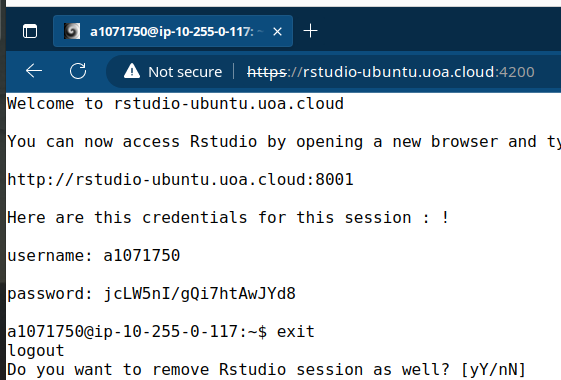 a1071750@ip-10-255-0-117: ~
Not secure https://rstudio-ubuntu.uoa.cloud:4200
Welcome to rstudio-ubuntu.uoa.cloud
You can now access Rstudio by opening a new browser and ty
http://rstudio-ubuntu.uoa.cloud:8001
Here are this credentials for this session : !
username: a1071750
password: jcLW5nI/gQi7htAwJYd8
a1071750@ip-10-255-0-117:~$ exit
logout
Do you want to remove Rstudio session as well? [yY/nN]